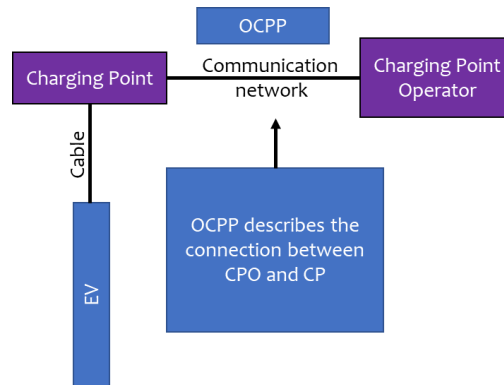 OCPP
Charging Point
Communication
network
Charging Point
Operator
Cable
OCPP describes the
connection between
CPO and CP
EV